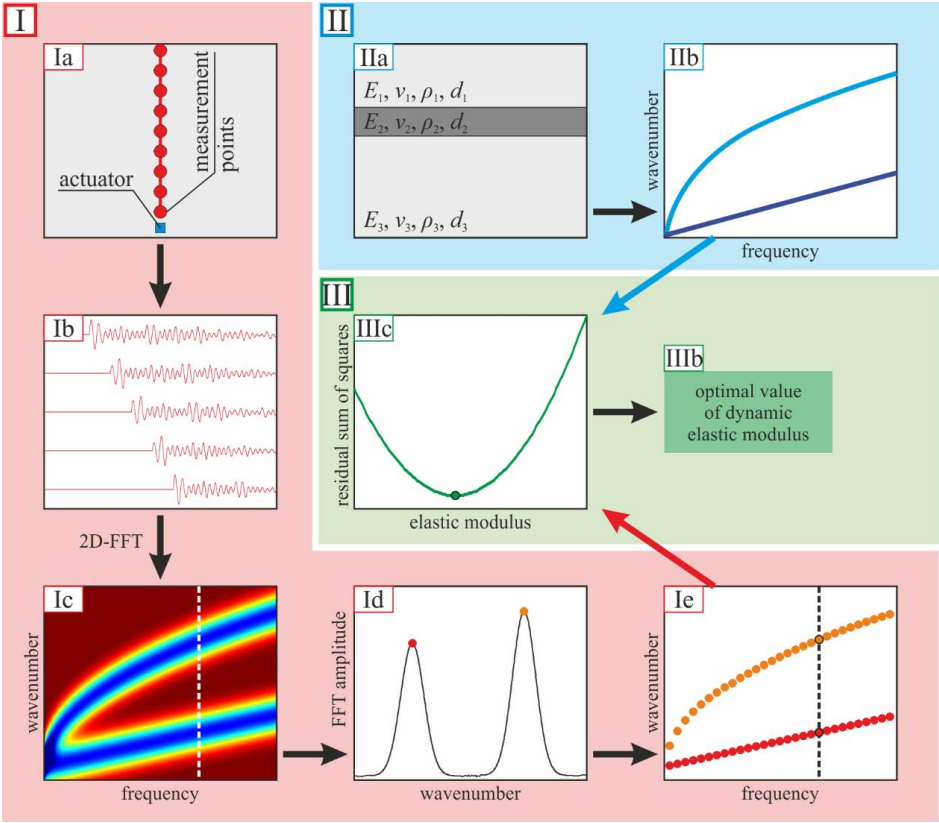 I
Ia
actuator
measurement
points
Ib
2D-FFT
Ic
wavenumber
frequency
Id
FFT amplitude
wavenumber
Ie
wavenumber
frequency
II
IIa
E₁, ν₁, ρ₁, d₁
E₂, ν₂, ρ₂, d₂
E₃, ν₃, ρ₃, d₃
IIb
wavenumber
frequency
III
IIIc
residual sum of squares
elastic modulus
IIIb
optimal value
of dynamic
elastic modulus